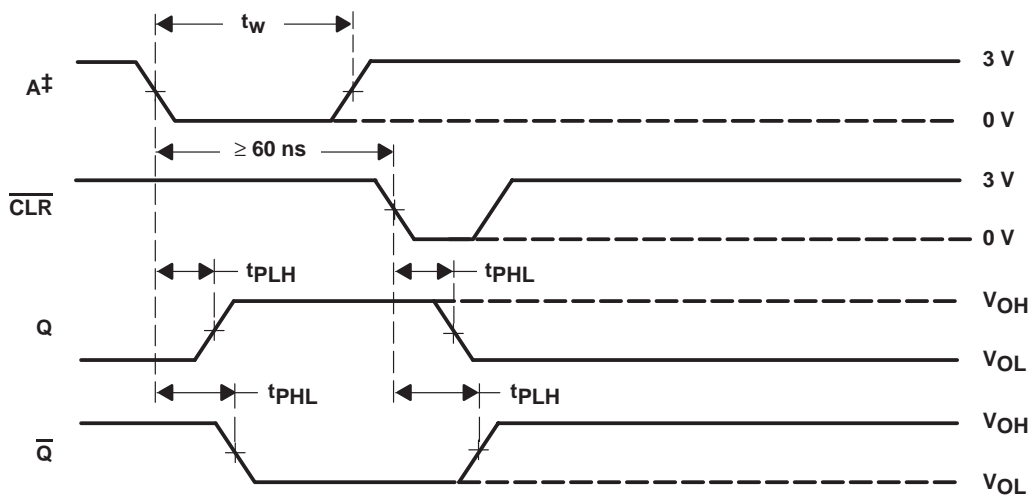 tw
A‡
3 V
0 V
≥ 60 ns
CLR
3 V
0 V
tPLH
tPHL
Q
VOH
VOL
tPHL
tPLH
Q
VOH
VOL